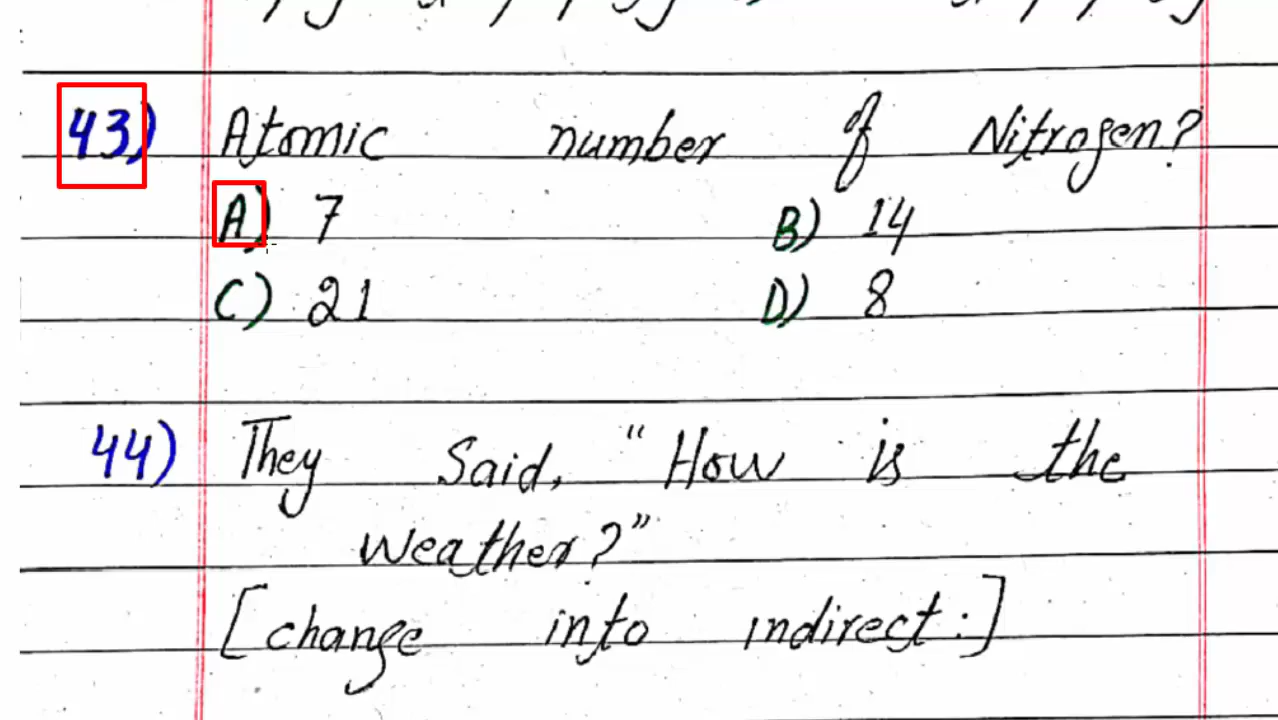 43) Atomic number of Nitrogen?
A) 7 B) 14
C) 21 D) 8
44) They Said, "How is the
weather?"
[change into indirect:]